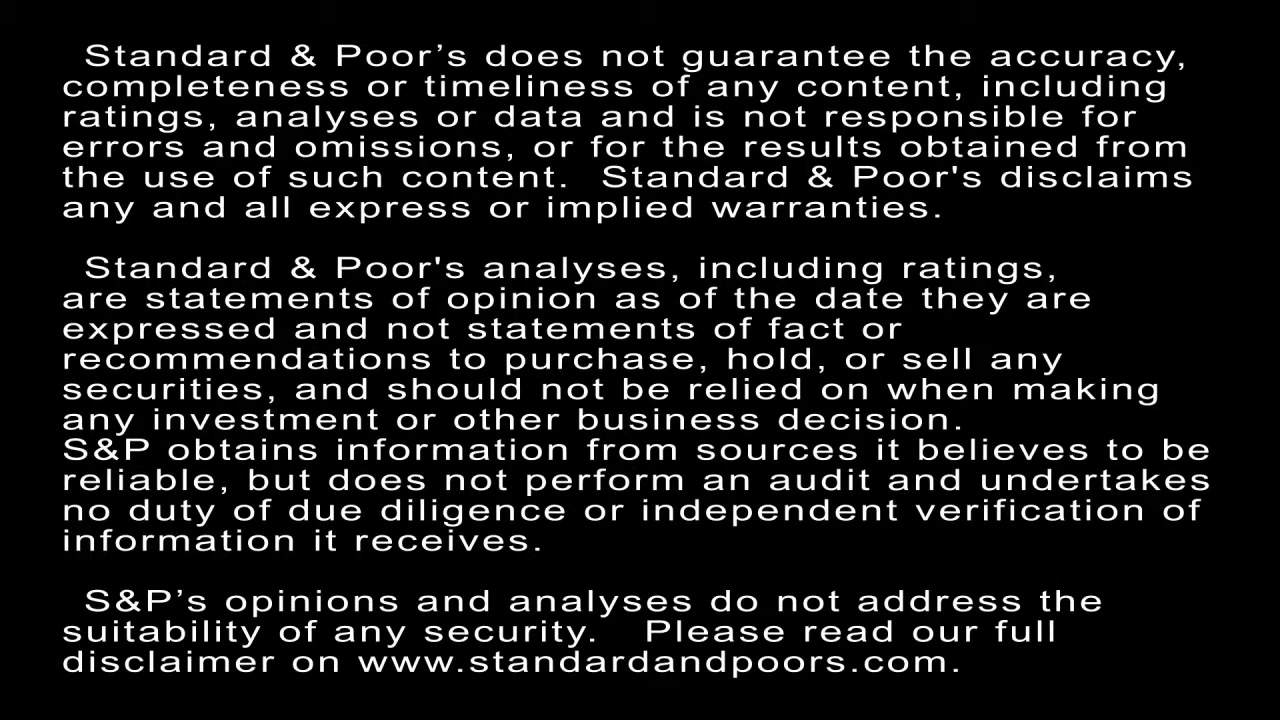 Standard & Poor’s does not guarantee the accuracy,
completeness or timeliness of any content, including
ratings, analyses or data and is not responsible for
errors and omissions, or for the results obtained from
the use of such content.  Standard & Poor's disclaims
any and all express or implied warranties.
Standard & Poor's analyses, including ratings,
are statements of opinion as of the date they are
expressed and not statements of fact or
recommendations to purchase, hold, or sell any
securities, and should not be relied on when making
any investment or other business decision.
S&P obtains information from sources it believes to be
reliable, but does not perform an audit and undertakes
no duty of due diligence or independent verification of
information it receives.
S&P’s opinions and analyses do not address the
suitability of any security.   Please read our full
disclaimer on www.standardandpoors.com.